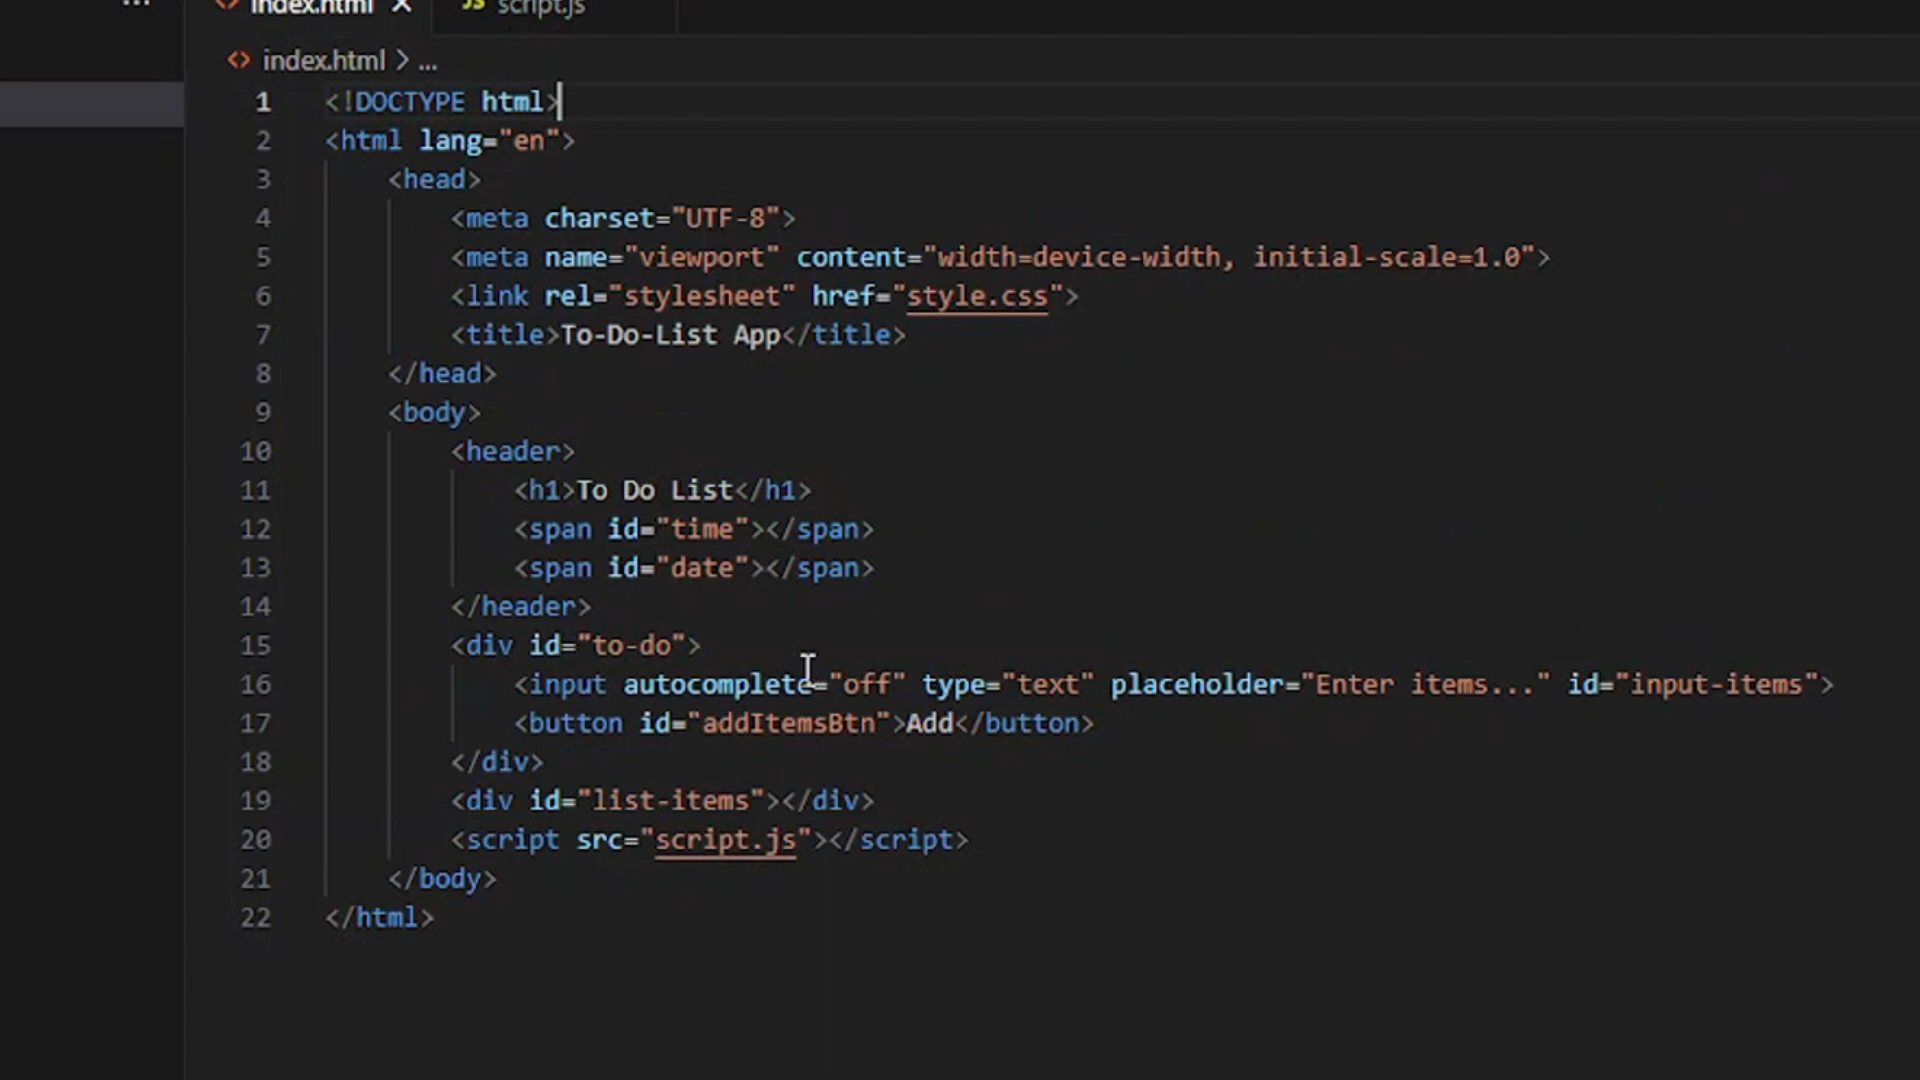 ... index.html X JS script.js
<> index.html > ...
1 <!DOCTYPE html>
2 <html lang="en">
3 <head>
4 <meta charset="UTF-8">
5 <meta name="viewport" content="width=device-width, initial-scale=1.0">
6 <link rel="stylesheet" href="style.css">
7 <title>To-Do-List App</title>
8 </head>
9 <body>
10 <header>
11 <h1>To Do List</h1>
12 <span id="time"></span>
13 <span id="date"></span>
14 </header>
15 <div id="to-do">
16 <input autocomplete="off" type="text" placeholder="Enter items..." id="input-items">
17 <button id="addItemsBtn">Add</button>
18 </div>
19 <div id="list-items"></div>
20 <script src="script.js"></script>
21 </body>
22 </html>